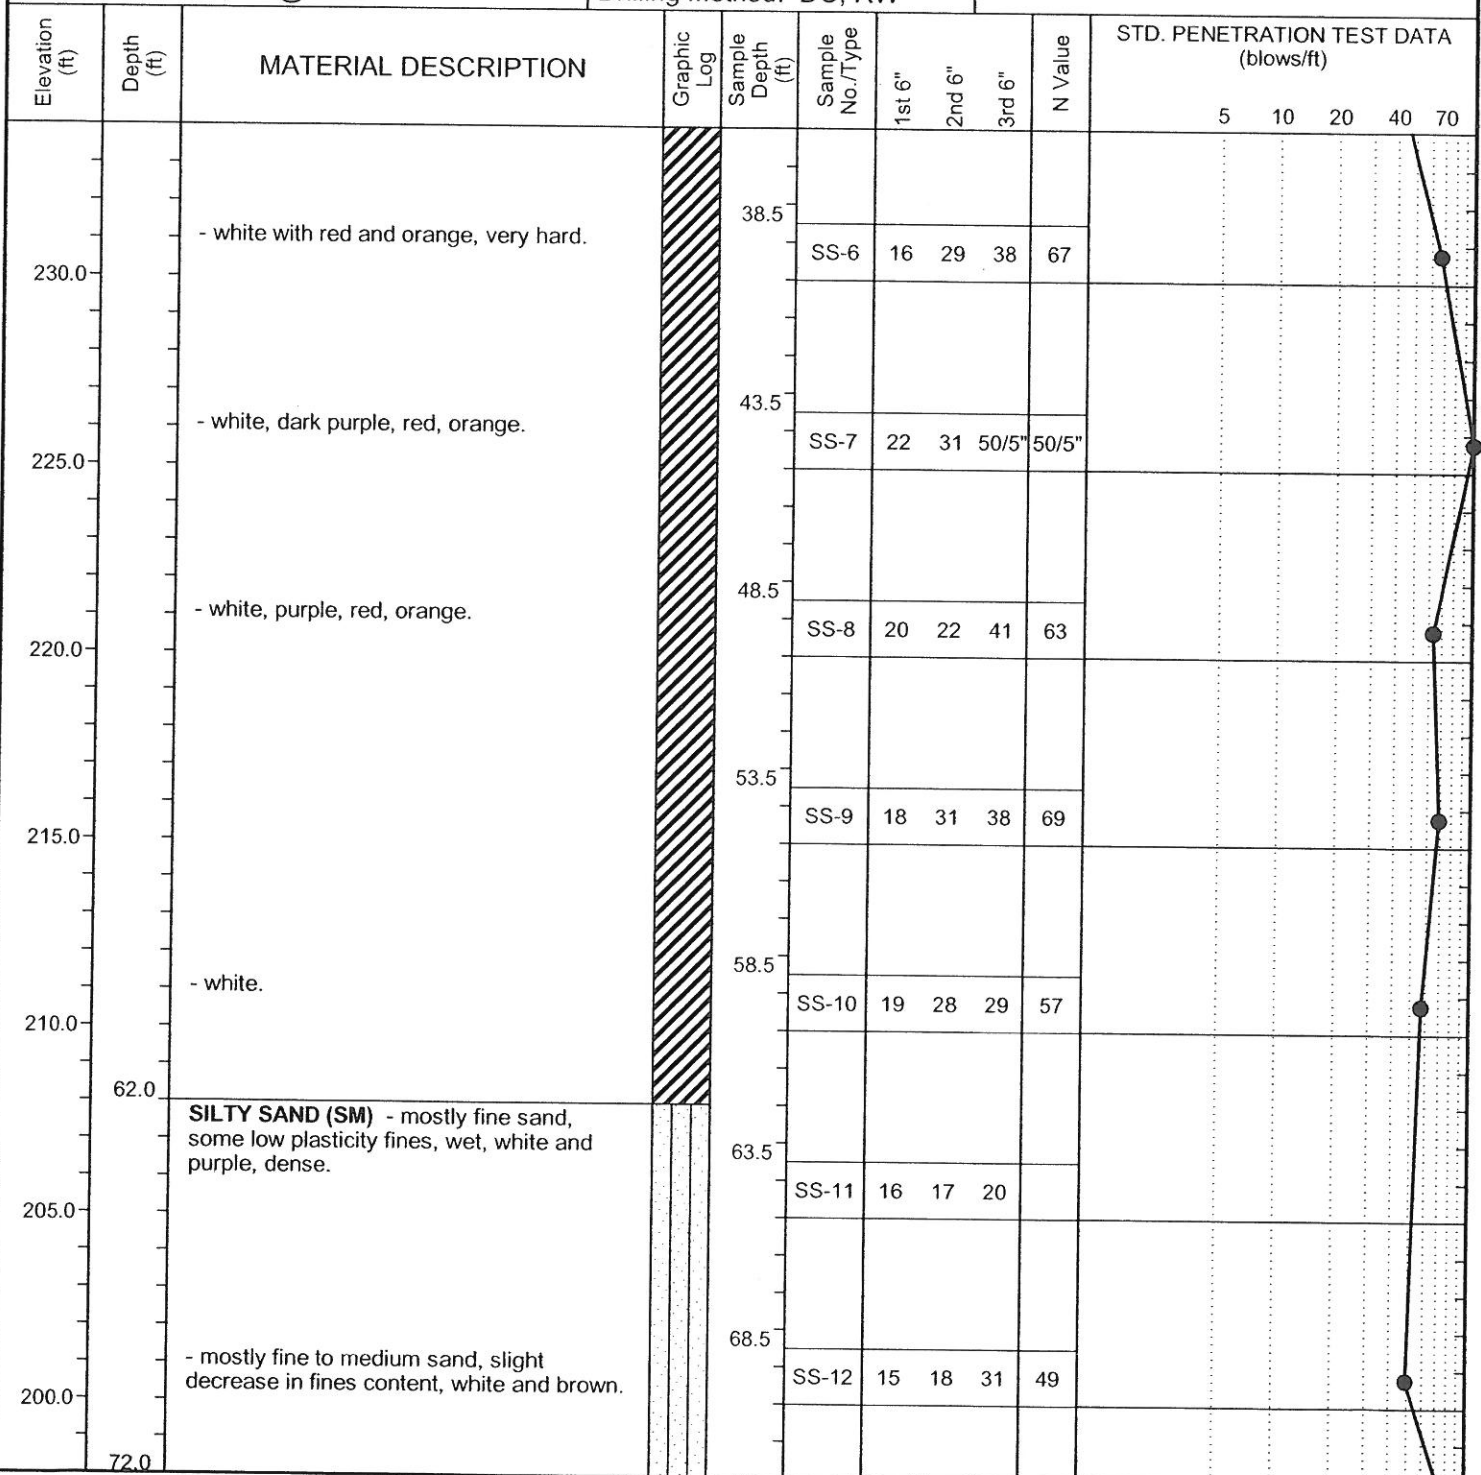 Elevation (ft)
Depth (ft)
MATERIAL DESCRIPTION
Graphic Log
Sample Depth (ft)
Sample No./Type
1st 6"
2nd 6"
3rd 6"
N Value
STD. PENETRATION TEST DATA
(blows/ft)
5 10 20 40 70
38.5
- white with red and orange, very hard.
SS-6 16 29 38 67
230.0
43.5
- white, dark purple, red, orange.
SS-7 22 31 50/5" 50/5"
225.0
48.5
- white, purple, red, orange.
SS-8 20 22 41 63
220.0
53.5
SS-9 18 31 38 69
215.0
58.5
- white.
SS-10 19 28 29 57
210.0
62.0
SILTY SAND (SM) - mostly fine sand,
some low plasticity fines, wet, white and
purple, dense.
63.5
SS-11 16 17 20
205.0
68.5
- mostly fine to medium sand, slight
decrease in fines content, white and brown.
SS-12 15 18 31 49
200.0
72.0